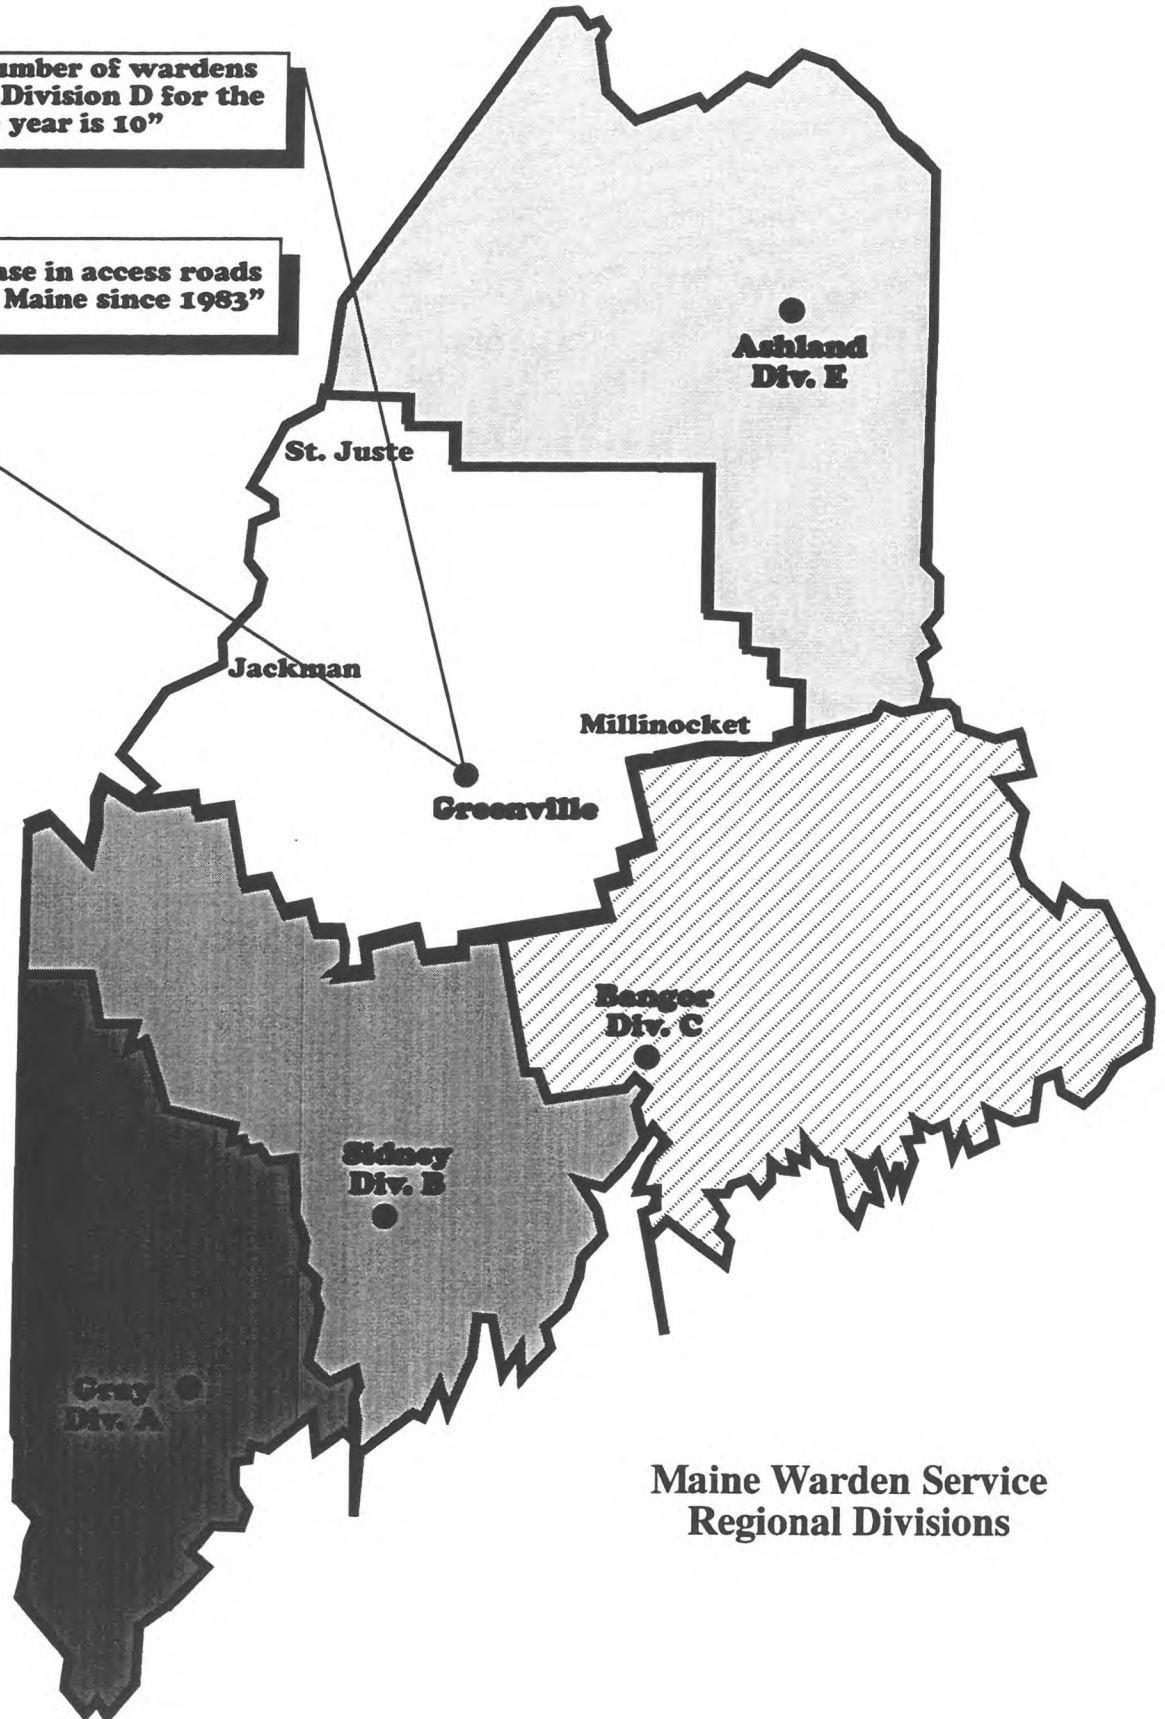 umber of wardens
Division D for the
year is 10”
ase in access roads
Maine since 1983”
Ashland
Div. E
St. Juste
Jackman
Millinocket
Greenville
Bangor
Div. C
Sidney
Div. B
Gray
Div. A
Maine Warden Service
Regional Divisions